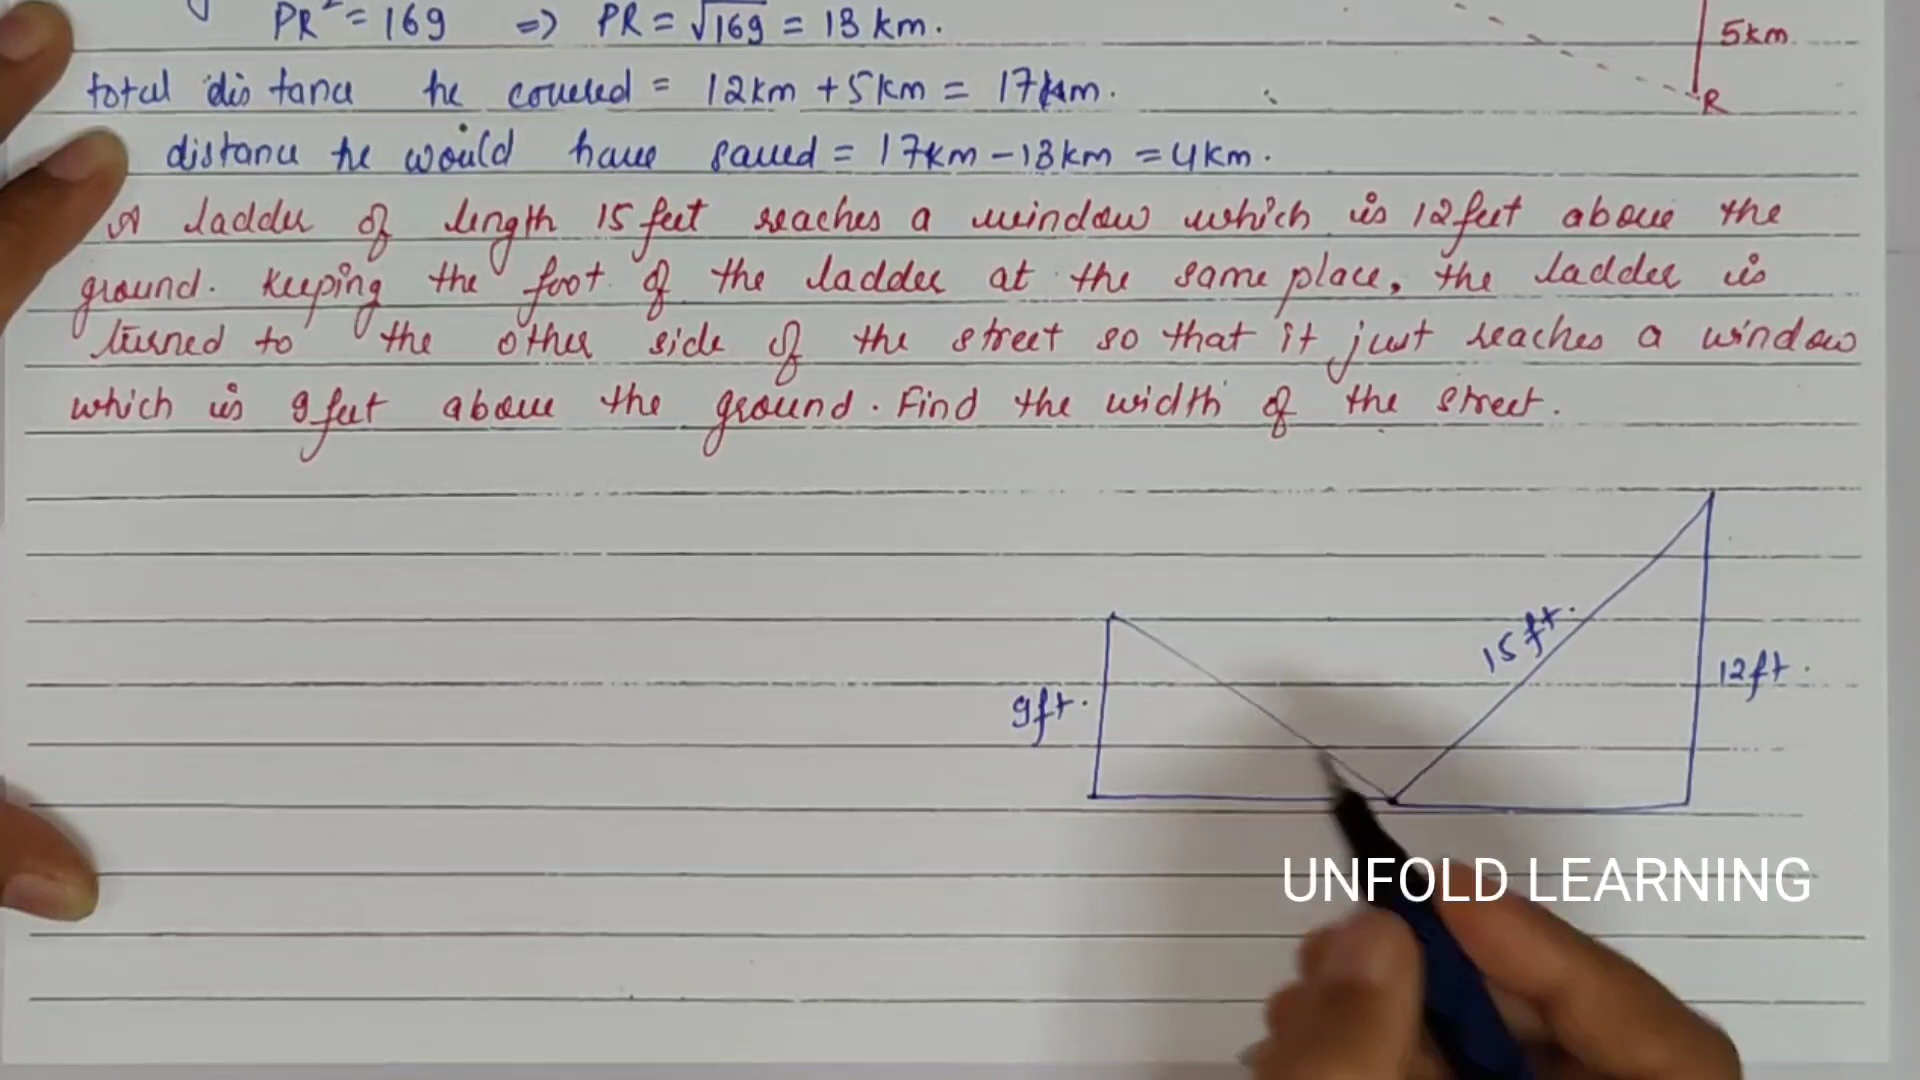 PR² = 169 => PR = √169 = 13 km.
5km
total distance he covered = 12km + 5km = 17km.
R
distance he would have saved = 17km - 13km = 4km.
A ladder of length 15 feet reaches a window which is 12 feet above the
ground. Keeping the foot of the ladder at the same place, the ladder is
turned to the other side of the street so that it just reaches a window
which is 9 feet above the ground. Find the width of the street.
15 ft.
12ft.
9ft.
UNFOLD LEARNING